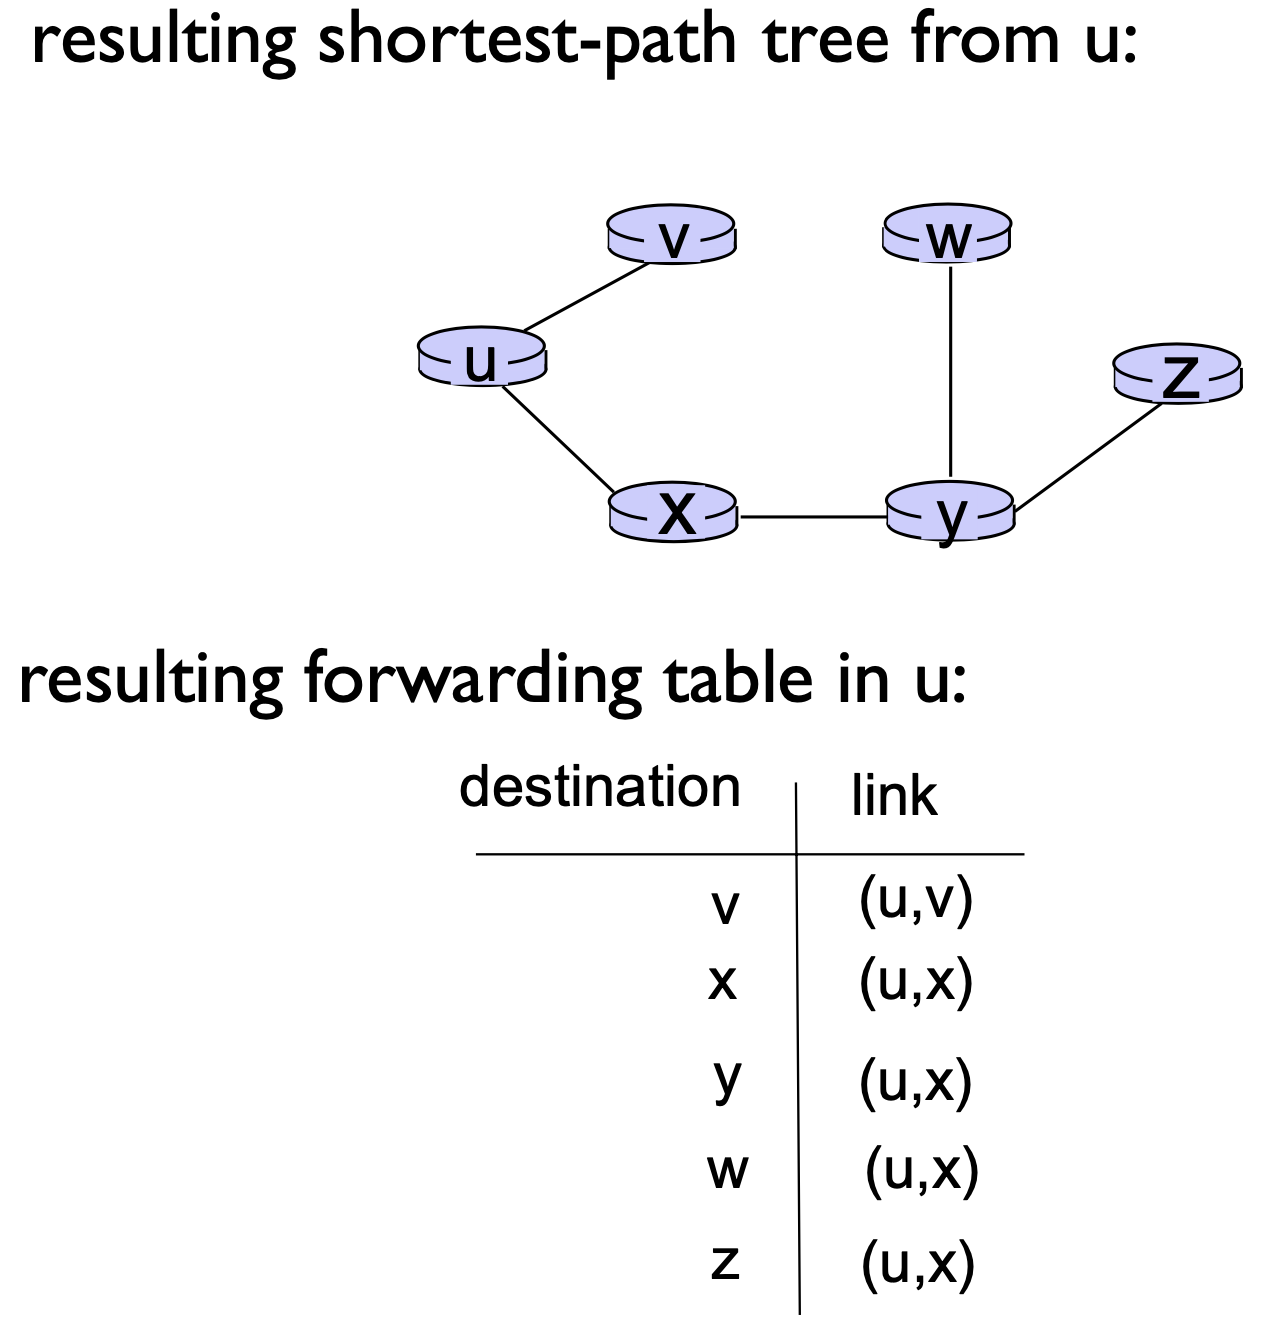 resulting shortest-path tree from u:
v w
u
z
x y
resulting forwarding table in u:
destination link
v (u,v)
x (u,x)
y (u,x)
w (u,x)
z (u,x)